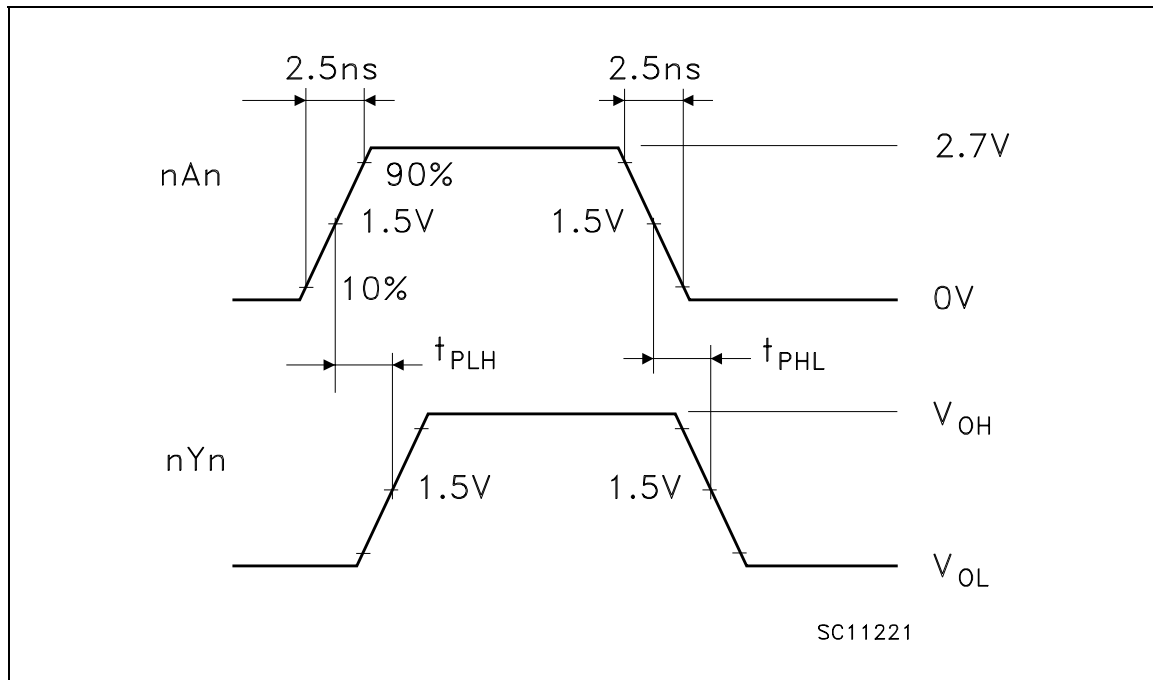 2.5ns 2.5ns
2.7V
nAn
90%
1.5V 1.5V
10%
0V
tPLH tPHL
VOH
nYn
1.5V 1.5V
VOL
SC11221